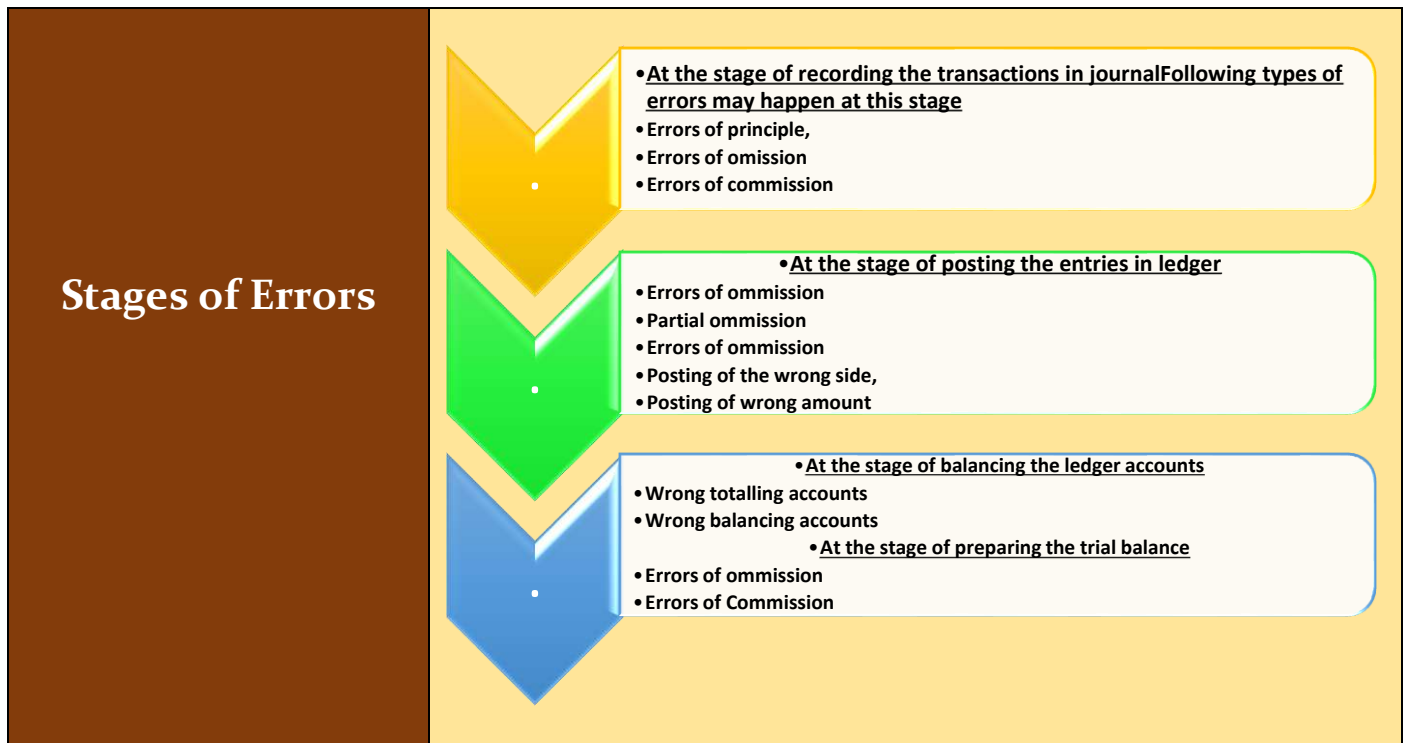 Stages of Errors
•At the stage of recording the transactions in journalFollowing types of
errors may happen at this stage
•Errors of principle,
•Errors of omission
•Errors of commission
•At the stage of posting the entries in ledger
•Errors of ommission
•Partial ommission
•Errors of ommission
•Posting of the wrong side,
•Posting of wrong amount
•At the stage of balancing the ledger accounts
•Wrong totalling accounts
•Wrong balancing accounts
•At the stage of preparing the trial balance
•Errors of ommission
•Errors of Commission